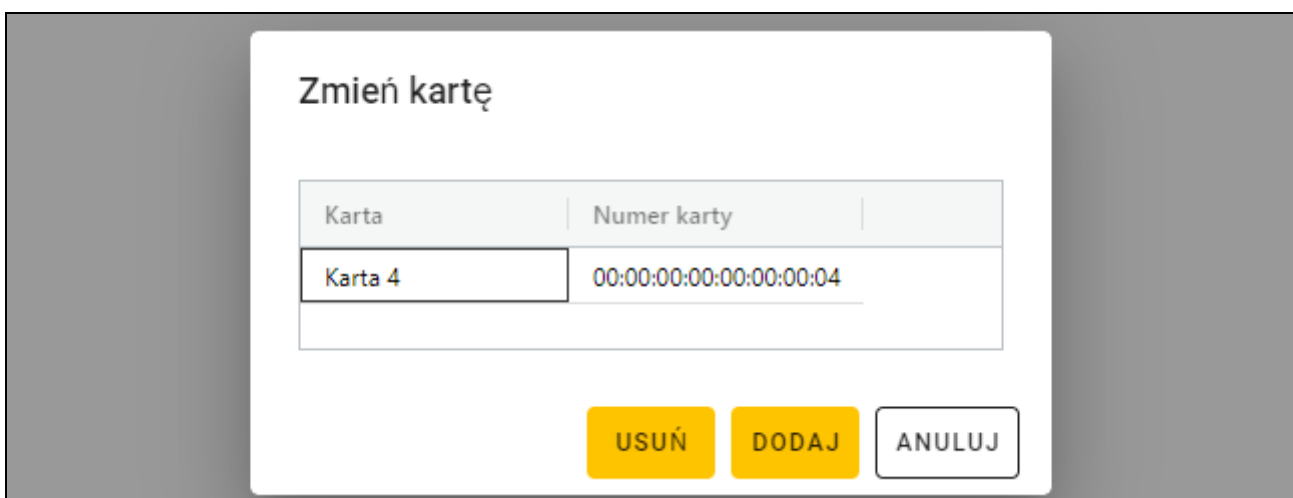 Zmień kartę
Karta Numer karty
Karta 4 00:00:00:00:00:00:00:04
USUŃ DODAJ ANULUJ